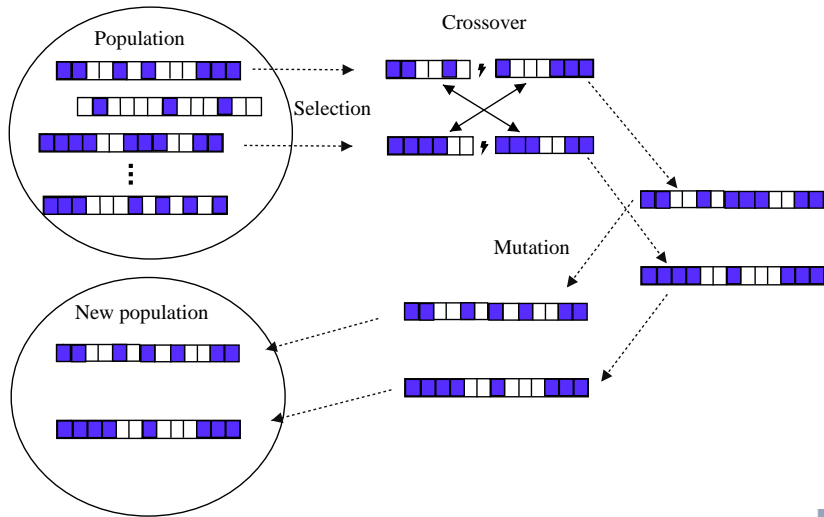 Crossover
Population
Selection
Mutation
New population